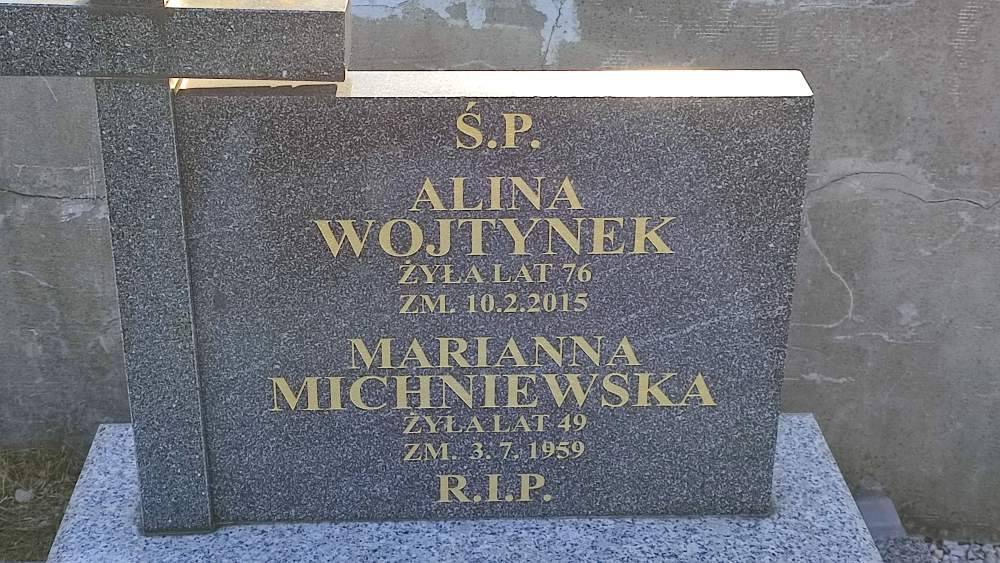 Ś.P.
ALINA
WOJTYNEK
ŻYŁA LAT 76
ZM. 10.2.2015
MARIANNA
MICHNIEWSKA
ŻYŁA LAT 49
ZM. 3. 7. 1959
R.I.P.